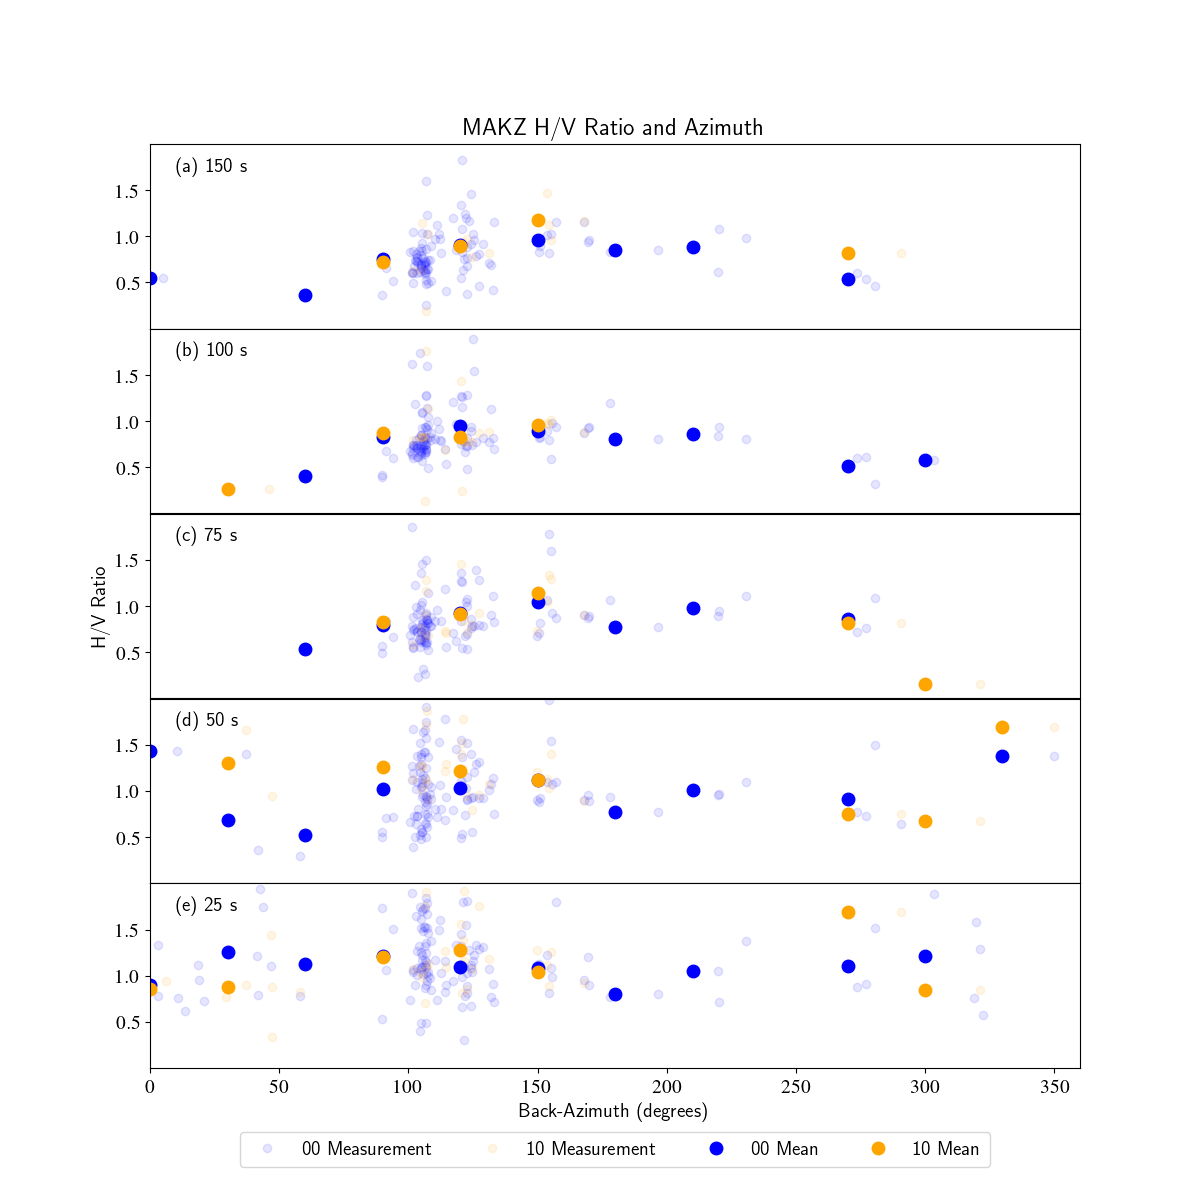 MAKZ H/V Ratio and Azimuth
(a) 150 s
1.5
1.0
0.5
(b) 100 s
1.5
1.0
0.5
(c) 75 s
1.5
1.0
0.5
H/V Ratio
(d) 50 s
1.5
1.0
0.5
(e) 25 s
1.5
1.0
0.5
0 50 100 150 200 250 300 350
Back-Azimuth (degrees)
00 Measurement 10 Measurement 00 Mean 10 Mean